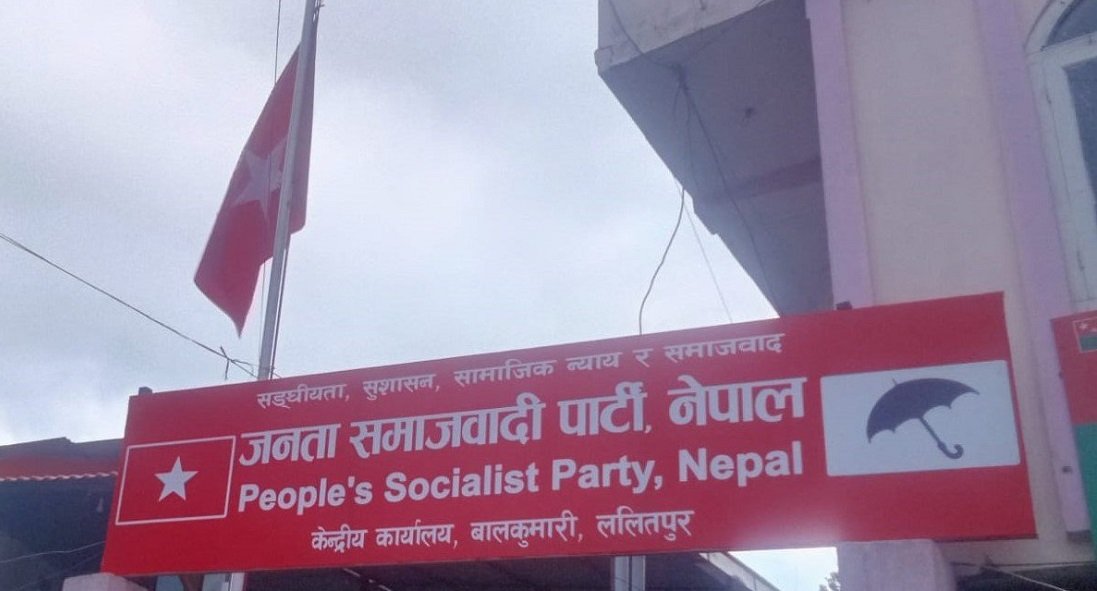 सङ्घीयता, सुशासन, सामाजिक न्याय र समाजवाद
जनता समाजवादी पार्टी, नेपाल
People's Socialist Party, Nepal
केन्द्रीय कार्यालय, बालकुमारी, ललितपुर